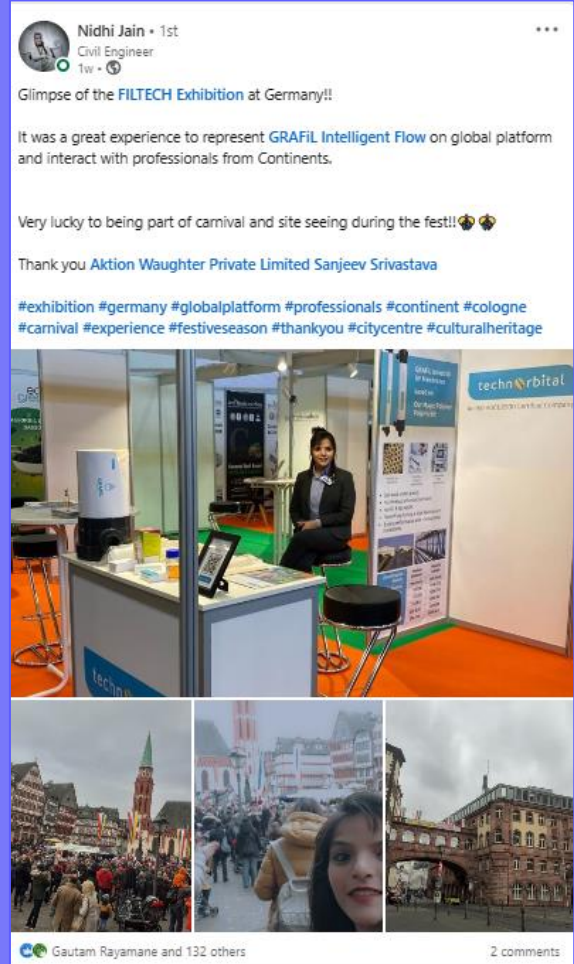 Nidhi Jain • 1st
Civil Engineer
1w •
Glimpse of the FILTECH Exhibition at Germany!!
It was a great experience to represent GRAFiL Intelligent Flow on global platform
and interact with professionals from Continents.
Very lucky to being part of carnival and site seeing during the fest!!
Thank you Aktion Waughter Private Limited Sanjeev Srivastava
#exhibition #germany #globalplatform #professionals #continent #cologne
#carnival #experience #festiveseason #thankyou #citycentre #culturalheritage
technorbital
techno
Gautam Rayamane and 132 others
2 comments